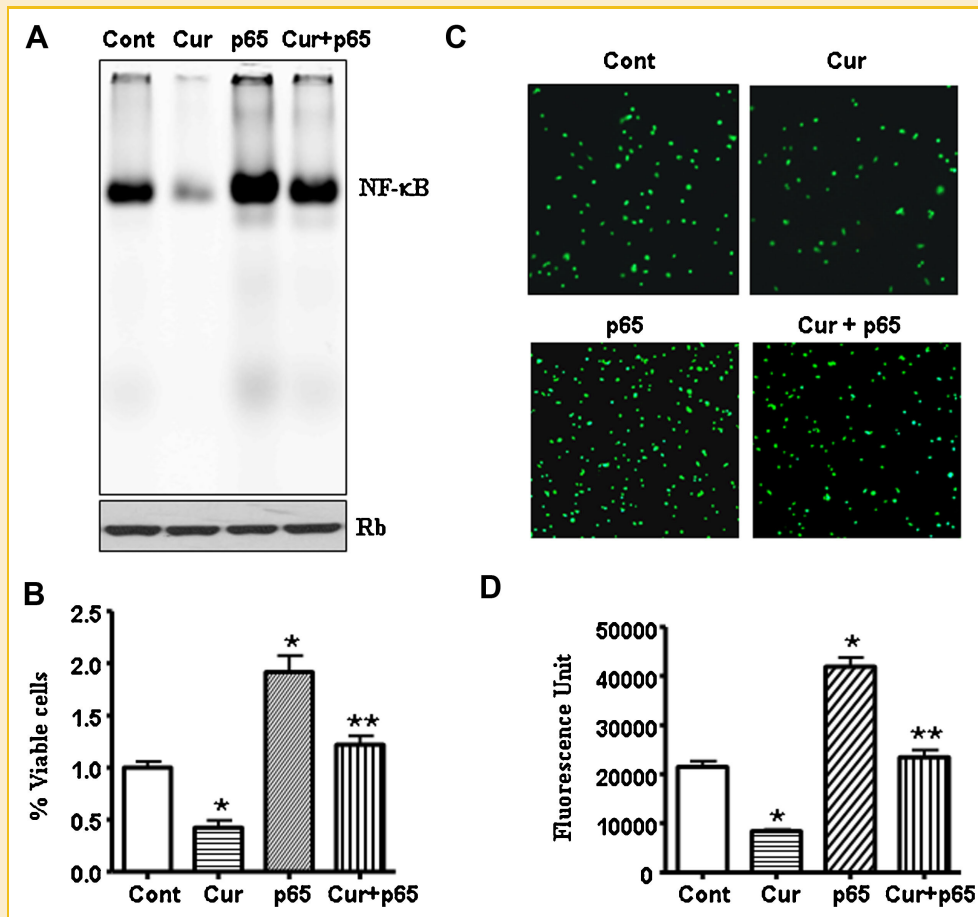 A
Cont Cur p65 Cur+p65
NF-κB
Rb
C
Cont
Cur
p65
Cur + p65
B
% Viable cells
2.5
2.0
1.5
1.0
0.5
0.0
*
*
*
**
Cont Cur p65 Cur+p65
D
Fluorescence Unit
50000
40000
30000
20000
10000
0
*
*
**
Cont Cur p65 Cur+p65